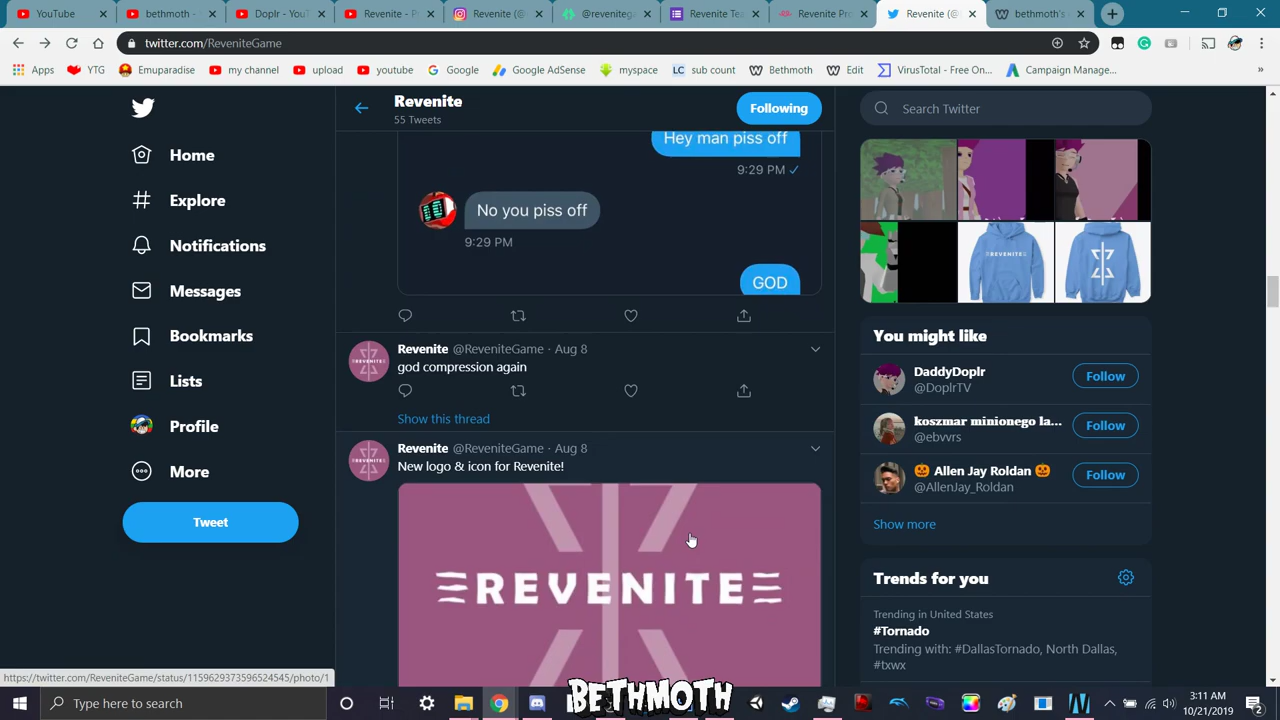 YouTube
bethmoth -
Doplr - YouT
Revenite - P
Revenite (@
@reveniteg
Revenite Tea
Revenite Pro
Revenite (@
bethmoth's
twitter.com/ReveniteGame
Apps
YTG
Emuparadise
my channel
upload
youtube
Google
Google AdSense
myspace
LC
sub count
Bethmoth
Edit
VirusTotal - Free On...
Campaign Manage...
»
Revenite
55 Tweets
Following
Search Twitter
Home
Explore
Notifications
Messages
Bookmarks
Lists
Profile
More
Tweet
Hey man piss off
9:29 PM ✓
No you piss off
9:29 PM
GOD
Revenite @ReveniteGame · Aug 8
god compression again
Show this thread
Revenite @ReveniteGame · Aug 8
New logo & icon for Revenite!
REVENITE
REVENITE
You might like
DaddyDoplr
@DoplrTV
Follow
koszmar minionego la...
@ebvvrs
Follow
🎃 Allen Jay Roldan 🎃
@AllenJay_Roldan
Follow
Show more
Trends for you
Trending in United States
#Tornado
Trending with: #DallasTornado, North Dallas,
#txwx
https://twitter.com/ReveniteGame/status/1159629373596524545/photo/1
Type here to search
BETHMOTH
3:11 AM
10/21/2019
2